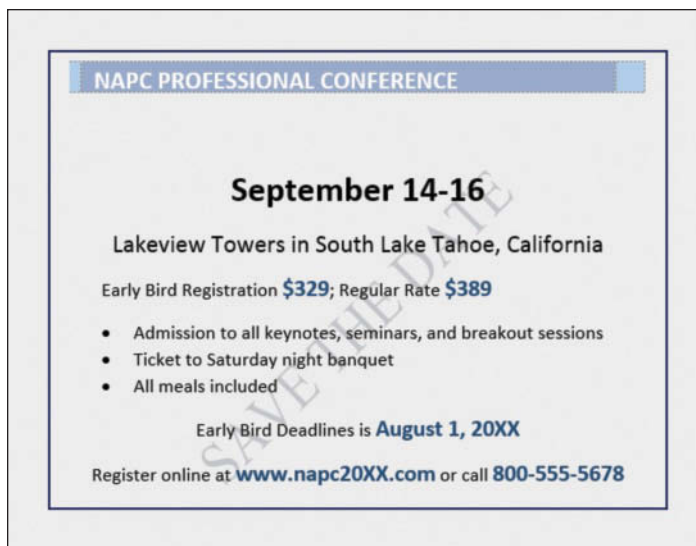 NAPC PROFESSIONAL CONFERENCE
September 14-16
Lakeview Towers in South Lake Tahoe, California
Early Bird Registration $329; Regular Rate $389
• Admission to all keynotes, seminars, and breakout sessions
• Ticket to Saturday night banquet
• All meals included
Early Bird Deadlines is August 1, 20XX
Register online at www.napc20XX.com or call 800-555-5678
SAVE THE DATE